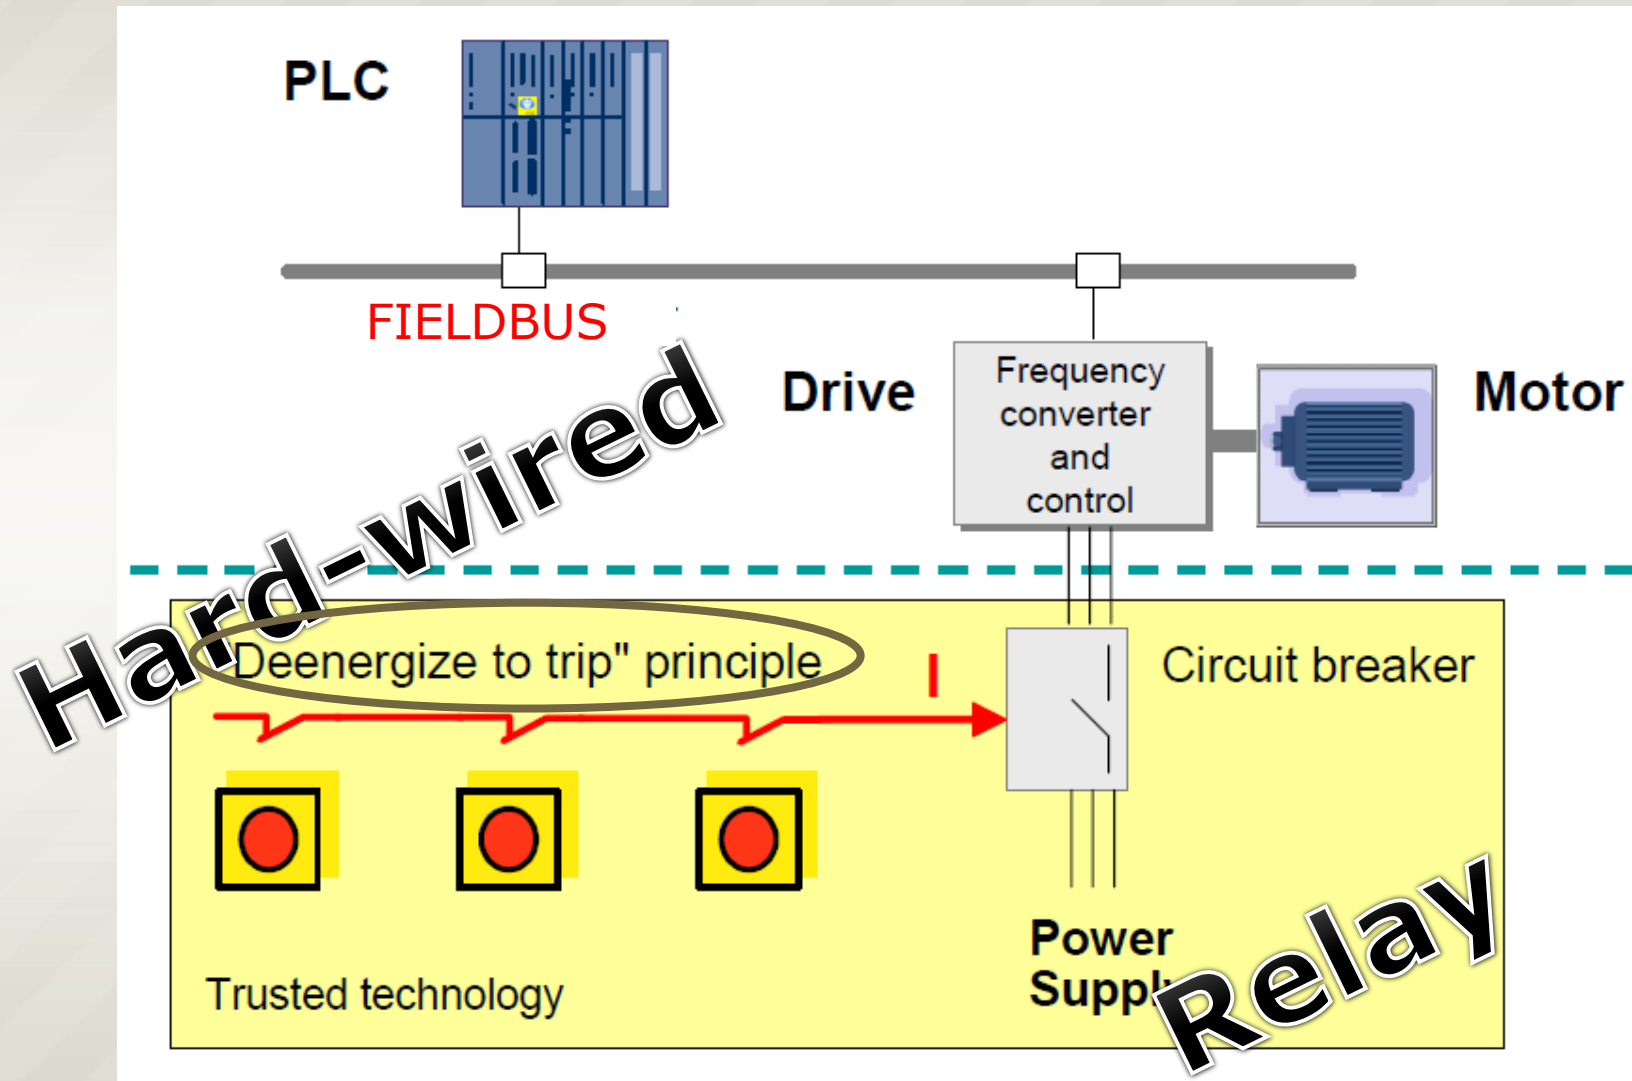 PLC
FIELDBUS
Drive
Frequency
converter
and
control
Motor
Hard-wired
Deenergize to trip" principle
I
Circuit breaker
Power
Supply
Relay
Trusted technology